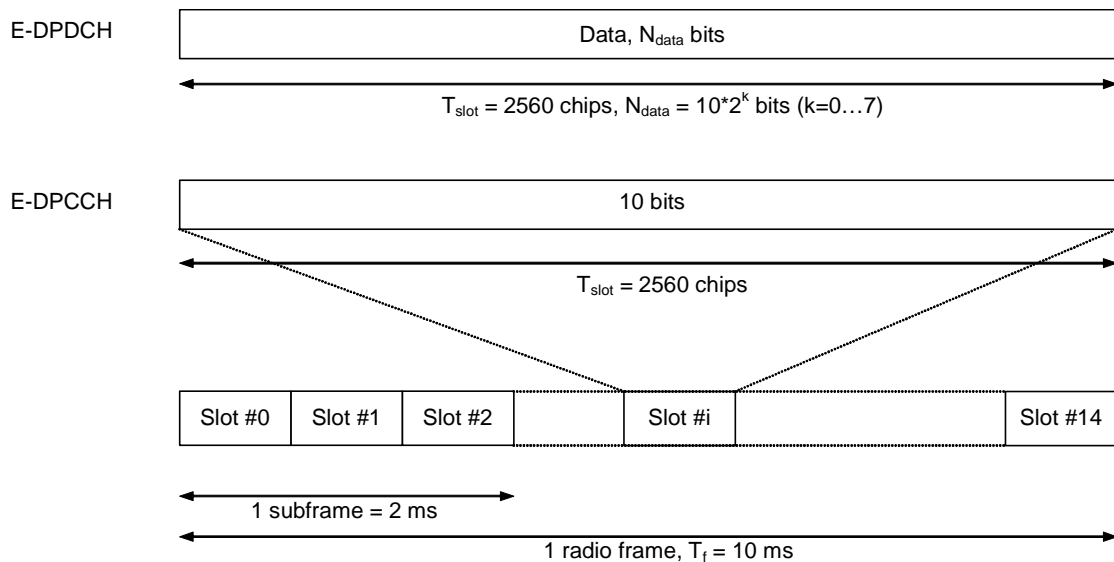 E-DPDCH
Data, Ndata bits
Tslot = 2560 chips, Ndata = 10*2^k bits (k=0…7)
E-DPCCH
10 bits
Tslot = 2560 chips
Slot #0 Slot #1 Slot #2 Slot #i Slot #14
1 subframe = 2 ms
1 radio frame, Tf = 10 ms